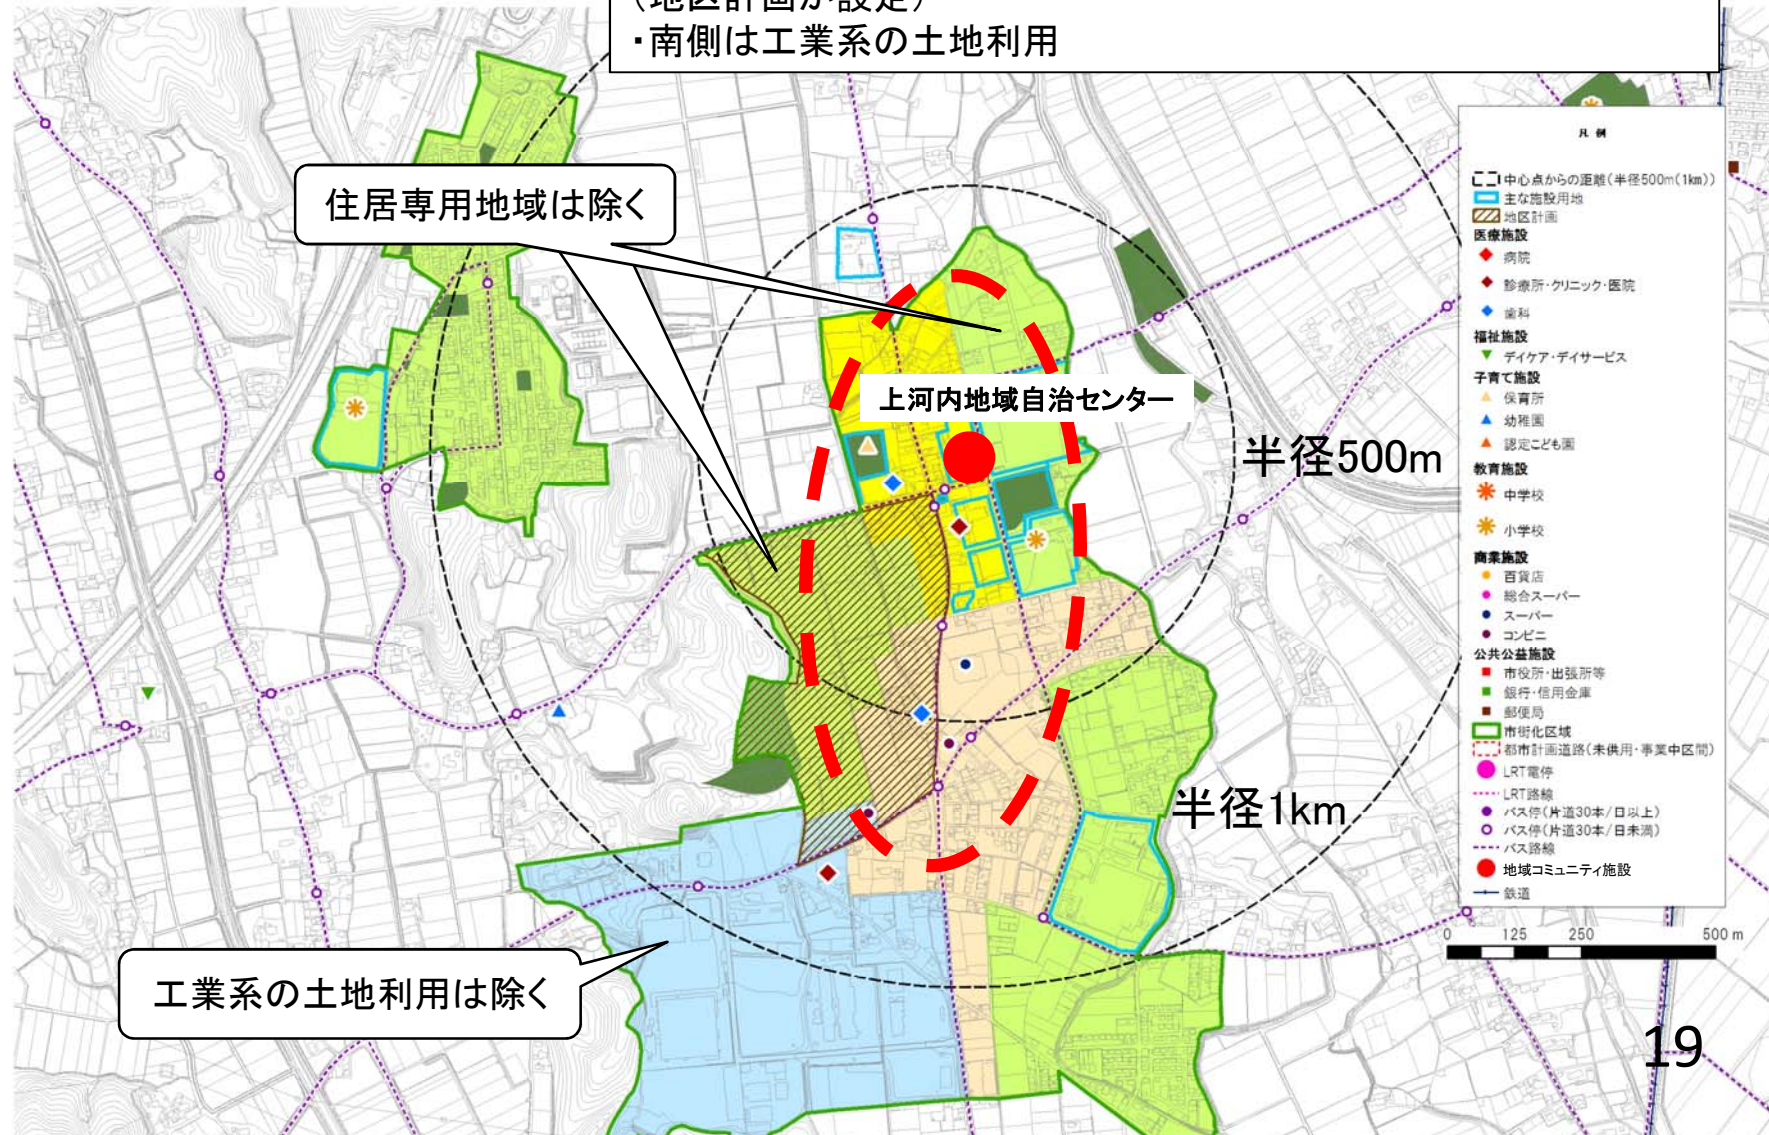 （地区計画が設定）
・南側は工業系の土地利用
住居専用地域は除く
上河内地域自治センター
半径500m
半径1km
工業系の土地利用は除く
凡 例
中心点からの距離(半径500m(1km))
主な施設用地
地区計画
医療施設
病院
診療所・クリニック・医院
歯科
福祉施設
デイケア・デイサービス
子育て施設
保育所
幼稚園
認定こども園
教育施設
中学校
小学校
商業施設
百貨店
総合スーパー
スーパー
コンビニ
公共公益施設
市役所・出張所等
銀行・信用金庫
郵便局
市街化区域
都市計画道路(未供用・事業中区間)
LRT電停
LRT路線
バス停(片道30本/日以上)
バス停(片道30本/日未満)
バス路線
地域コミュニティ施設
鉄道
0 125 250 500 m
19